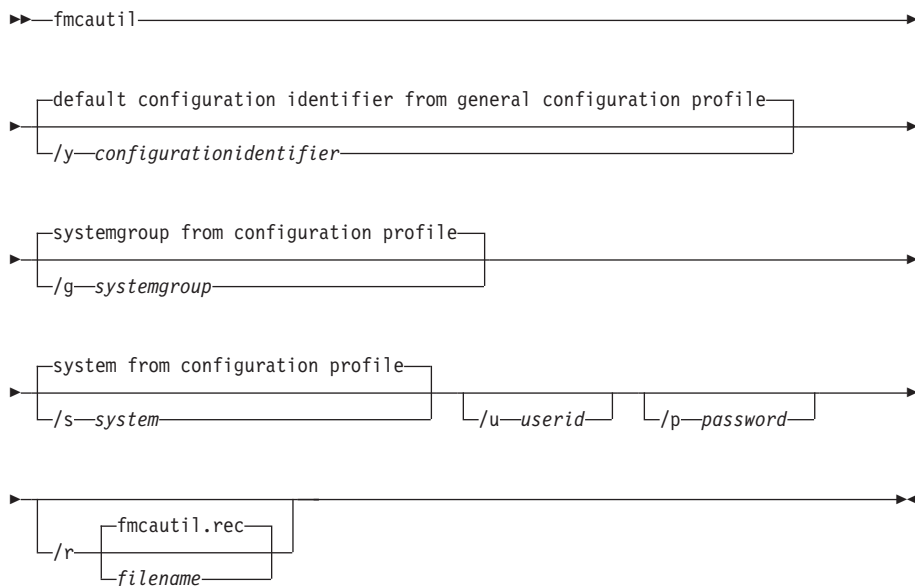 fmcautil
default configuration identifier from general configuration profile
/y configurationidentifier
systemgroup from configuration profile
/g systemgroup
system from configuration profile
/s system /u userid /p password
fmcautil.rec
/r
filename